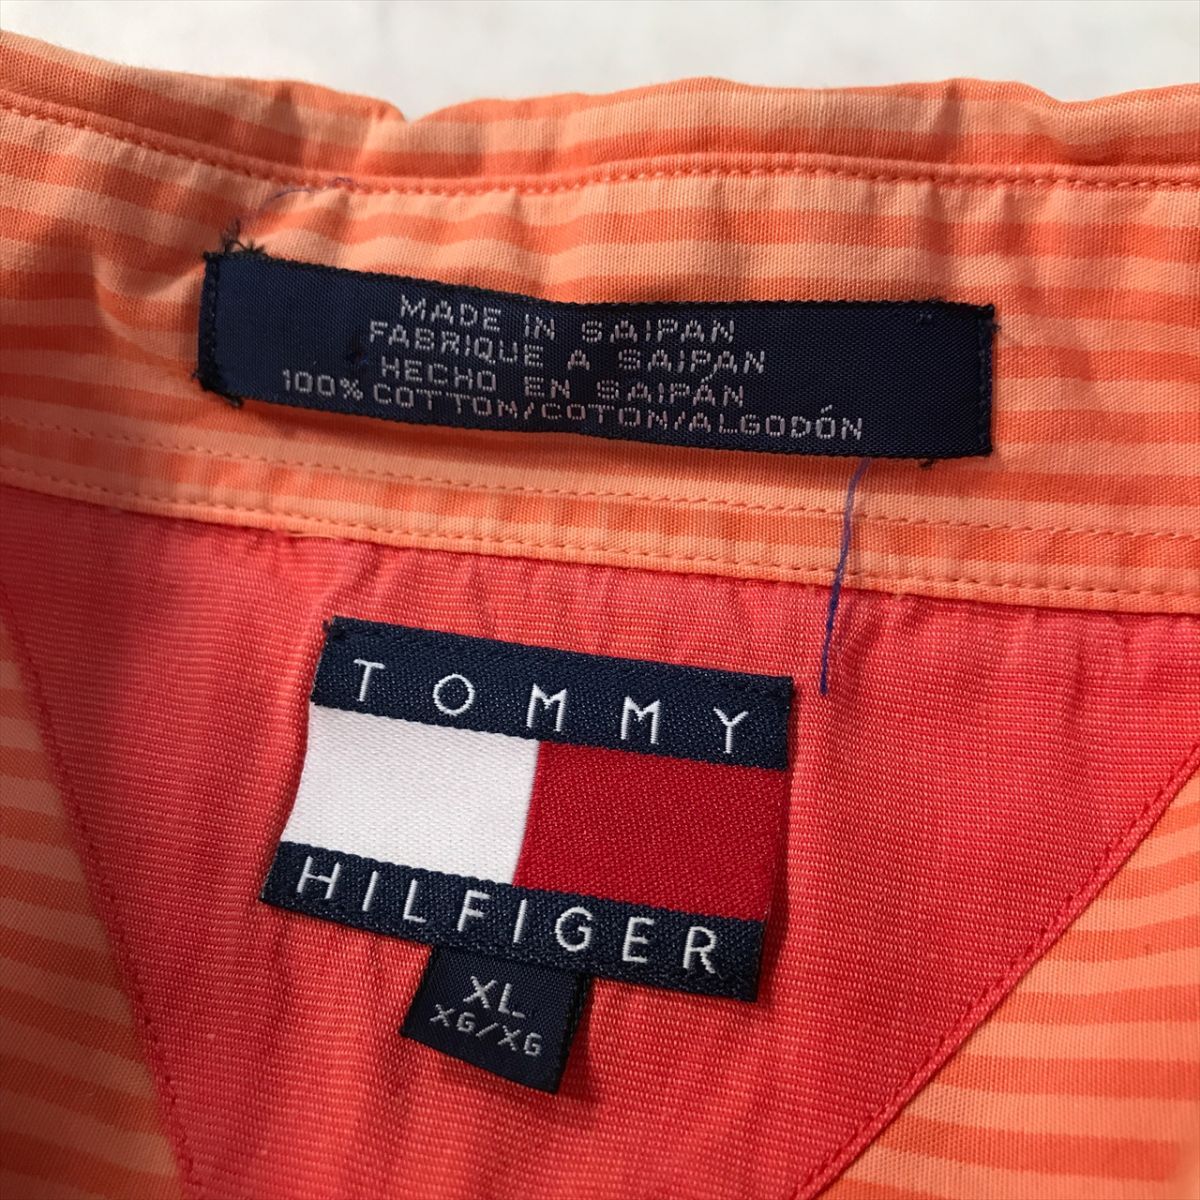 MADE IN SAIPAN
FABRIQUE A SAIPAN
HECHO EN SAIPÁN
100% COTTON/COTON/ALGODÓN
TOMMY
HILFIGER
XL
XG/XG